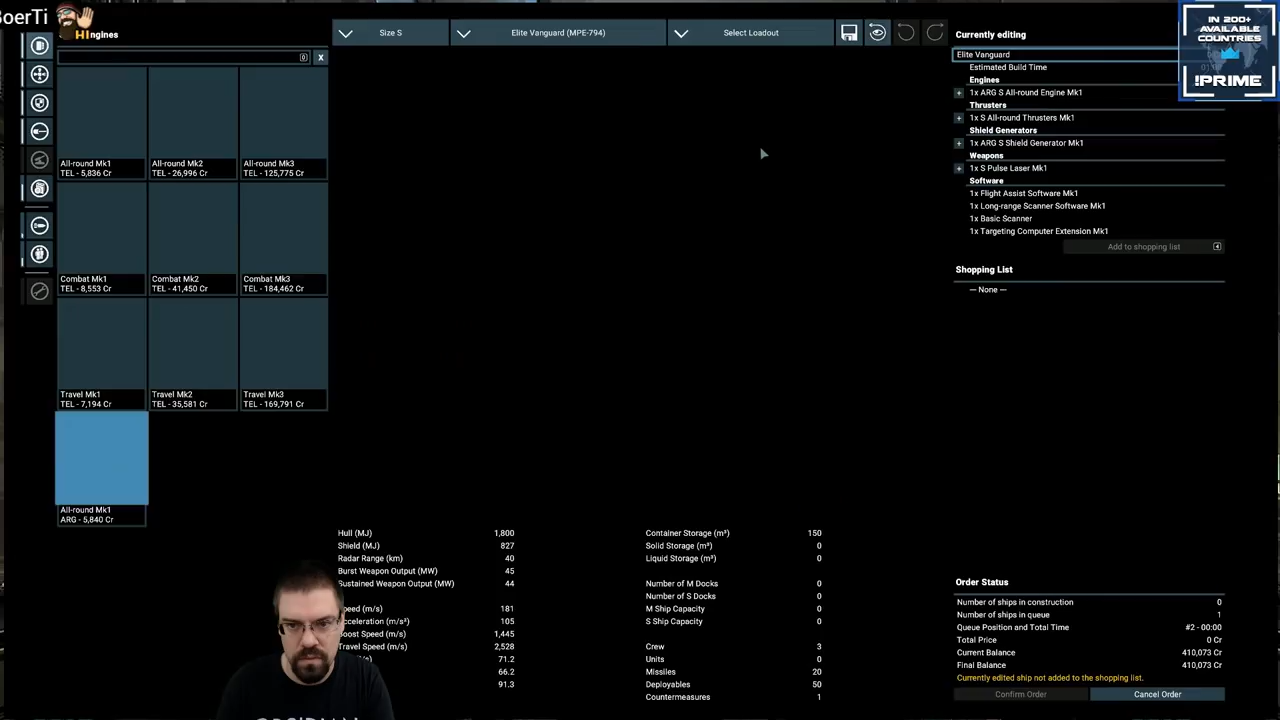 BoerTi
HIngines
0
X
All-round Mk1
TEL - 5,836 Cr
All-round Mk2
TEL - 26,996 Cr
All-round Mk3
TEL - 125,775 Cr
Combat Mk1
TEL - 8,553 Cr
Combat Mk2
TEL - 41,450 Cr
Combat Mk3
TEL - 184,462 Cr
Travel Mk1
TEL - 7,194 Cr
Travel Mk2
TEL - 35,581 Cr
Travel Mk3
TEL - 169,791 Cr
All-round Mk1
ARG - 5,840 Cr
Size S
Elite Vanguard (MPE-794)
Select Loadout
Hull (MJ) 1,800
Shield (MJ) 827
Radar Range (km) 40
Burst Weapon Output (MW) 45
Sustained Weapon Output (MW) 44
peed (m/s) 181
cceleration (m/s²) 105
oost Speed (m/s) 1,445
Travel Speed (m/s) 2,528
71.2
66.2
91.3
Container Storage (m³) 150
Solid Storage (m³) 0
Liquid Storage (m³) 0
Number of M Docks 0
Number of S Docks 0
M Ship Capacity 0
S Ship Capacity 0
Crew 3
Units 0
Missiles 20
Deployables 50
Countermeasures 1
Currently editing
Elite Vanguard
Estimated Build Time
Engines
1x ARG S All-round Engine Mk1
Thrusters
1x S All-round Thrusters Mk1
Shield Generators
1x ARG S Shield Generator Mk1
Weapons
1x S Pulse Laser Mk1
Software
1x Flight Assist Software Mk1
1x Long-range Scanner Software Mk1
1x Basic Scanner
1x Targeting Computer Extension Mk1
Add to shopping list
Shopping List
— None —
Order Status
Number of ships in construction 0
Number of ships in queue 1
Queue Position and Total Time #2 - 00:00
Total Price 0 Cr
Current Balance 410,073 Cr
Final Balance 410,073 Cr
Currently edited ship not added to the shopping list.
Confirm Order
Cancel Order
IN 200+
AVAILABLE
COUNTRIES
!PRIME